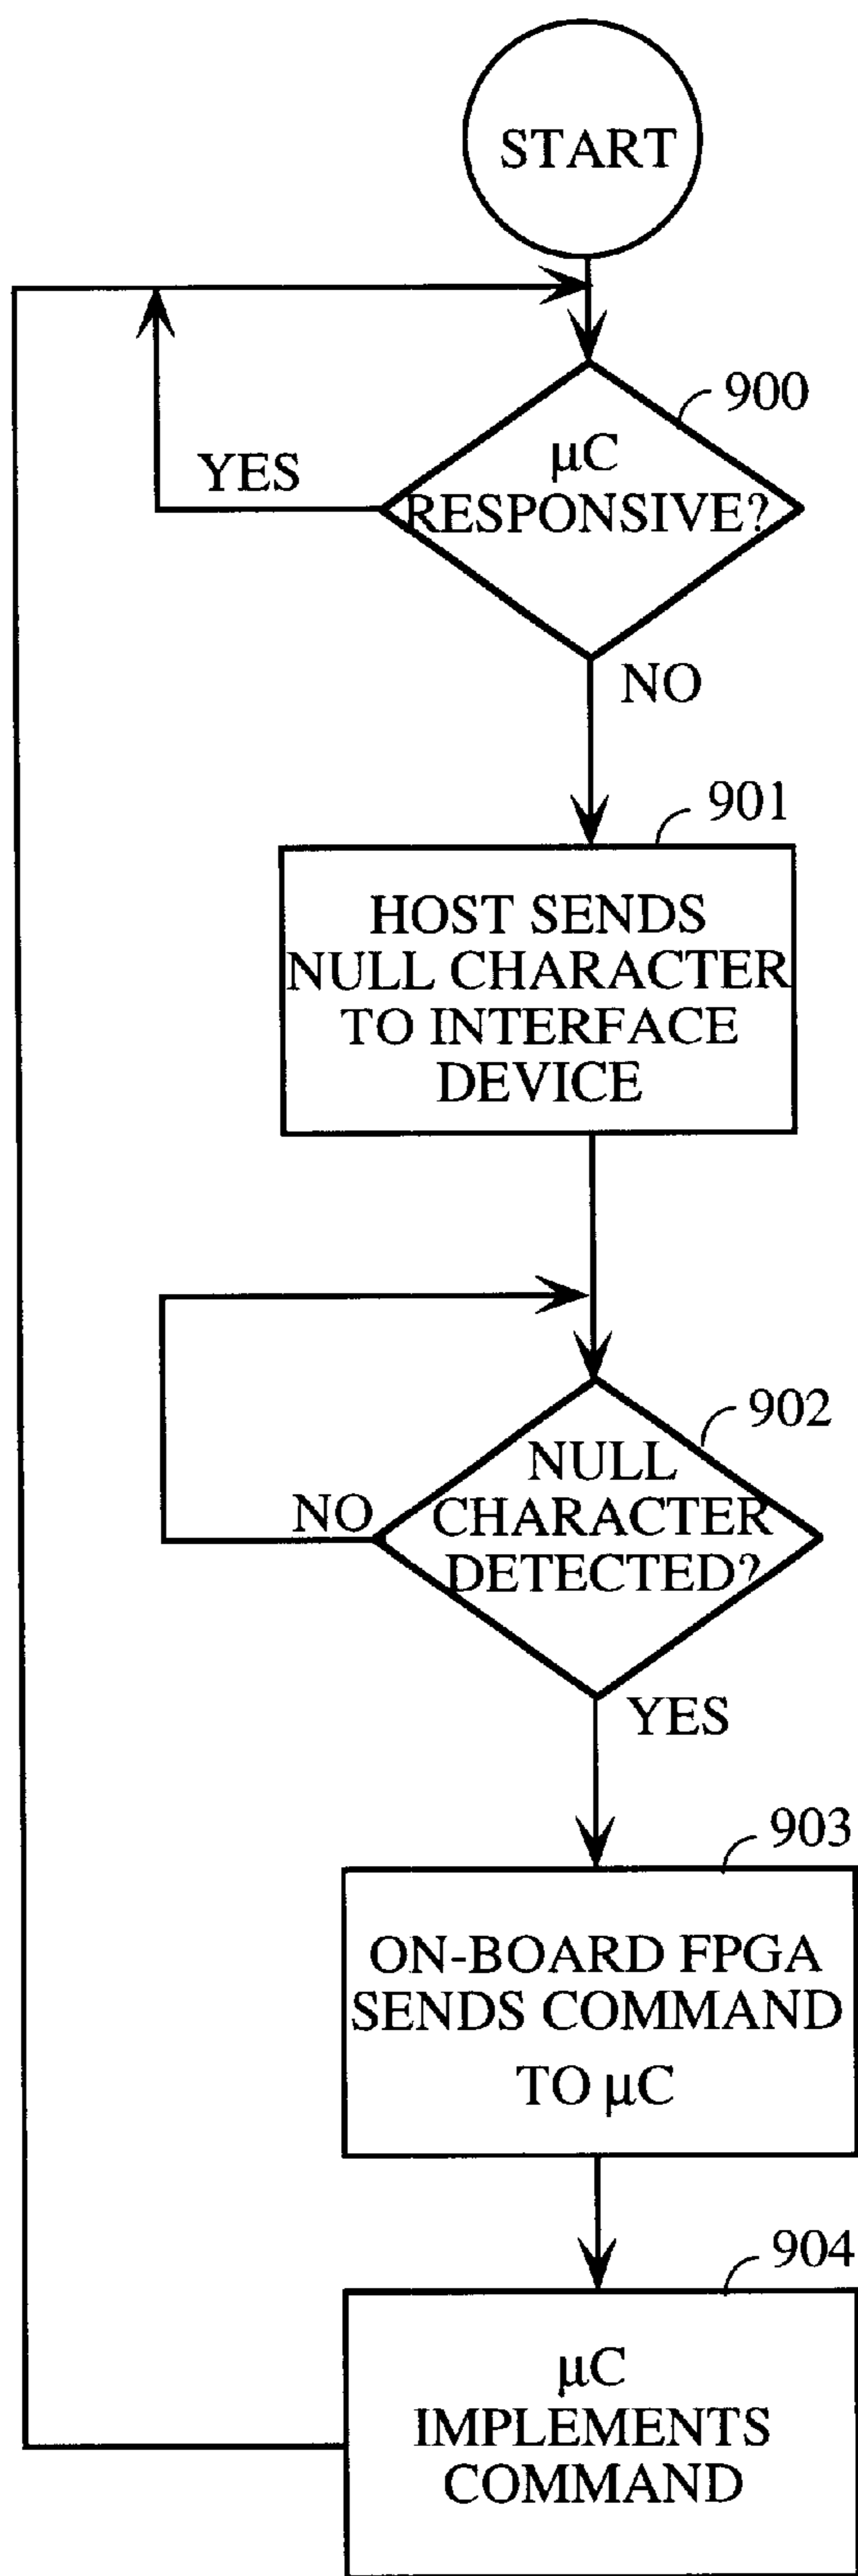 START
900
µC
YES
RESPONSIVE?
NO
901
HOST SENDS
NULL CHARACTER
TO INTERFACE
DEVICE
902
NULL
NO
CHARACTER
DETECTED?
YES
903
ON-BOARD FPGA
SENDS COMMAND
TO µC
904
µC
IMPLEMENTS
COMMAND